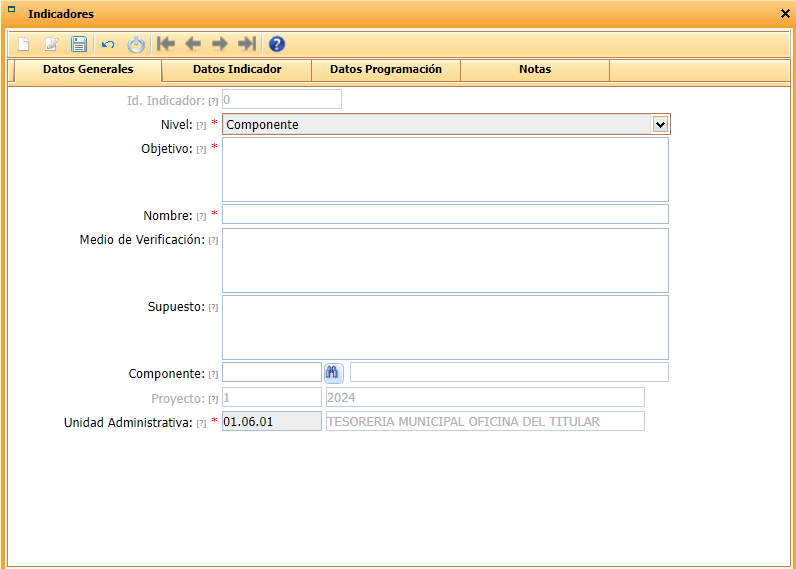 Indicadores
Datos Generales Datos Indicador Datos Programación Notas
Id. Indicador: [?] 0
Nivel: [?] * Componente
Objetivo: [?] *
Nombre: [?] *
Medio de Verificación: [?]
Supuesto: [?]
Componente: [?]
Proyecto: [?] 1 2024
Unidad Administrativa: [?] * 01.06.01 TESORERIA MUNICIPAL OFICINA DEL TITULAR